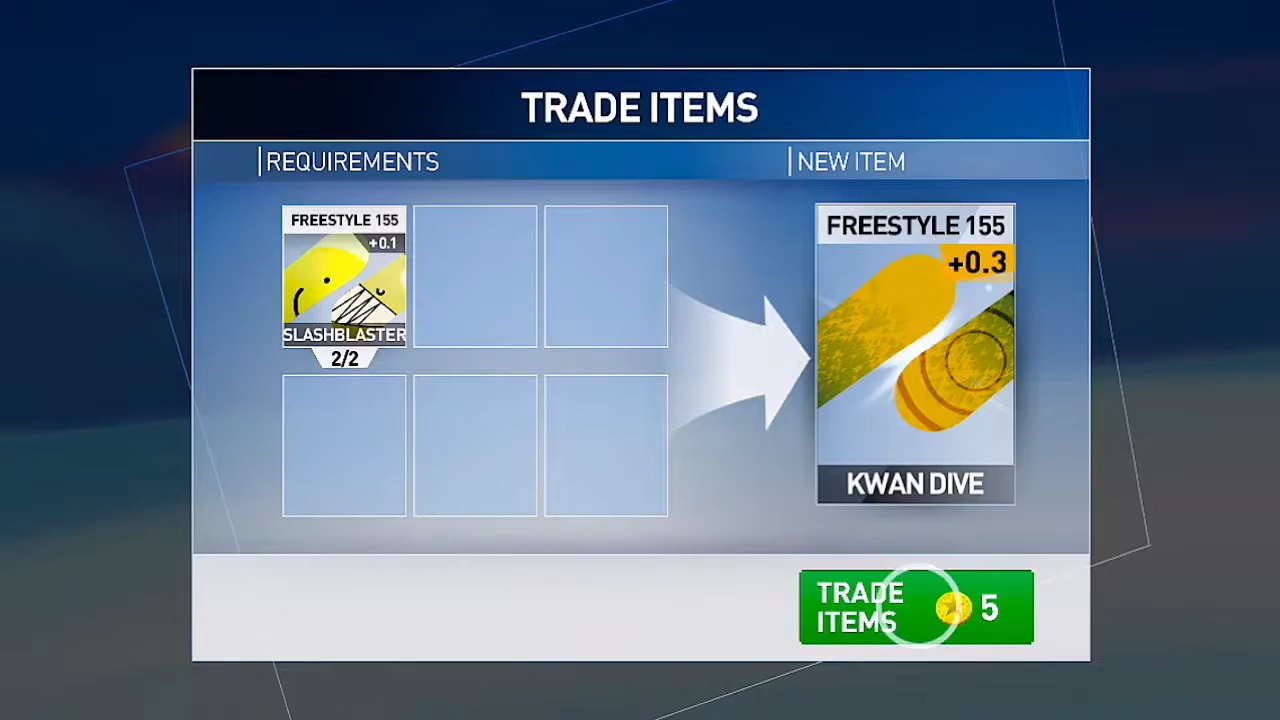 TRADE ITEMS
REQUIREMENTS
NEW ITEM
FREESTYLE 155
+0.1
SLASHBLASTER
2/2
FREESTYLE 155
+0.3
KWAN DIVE
TRADE
ITEMS
5